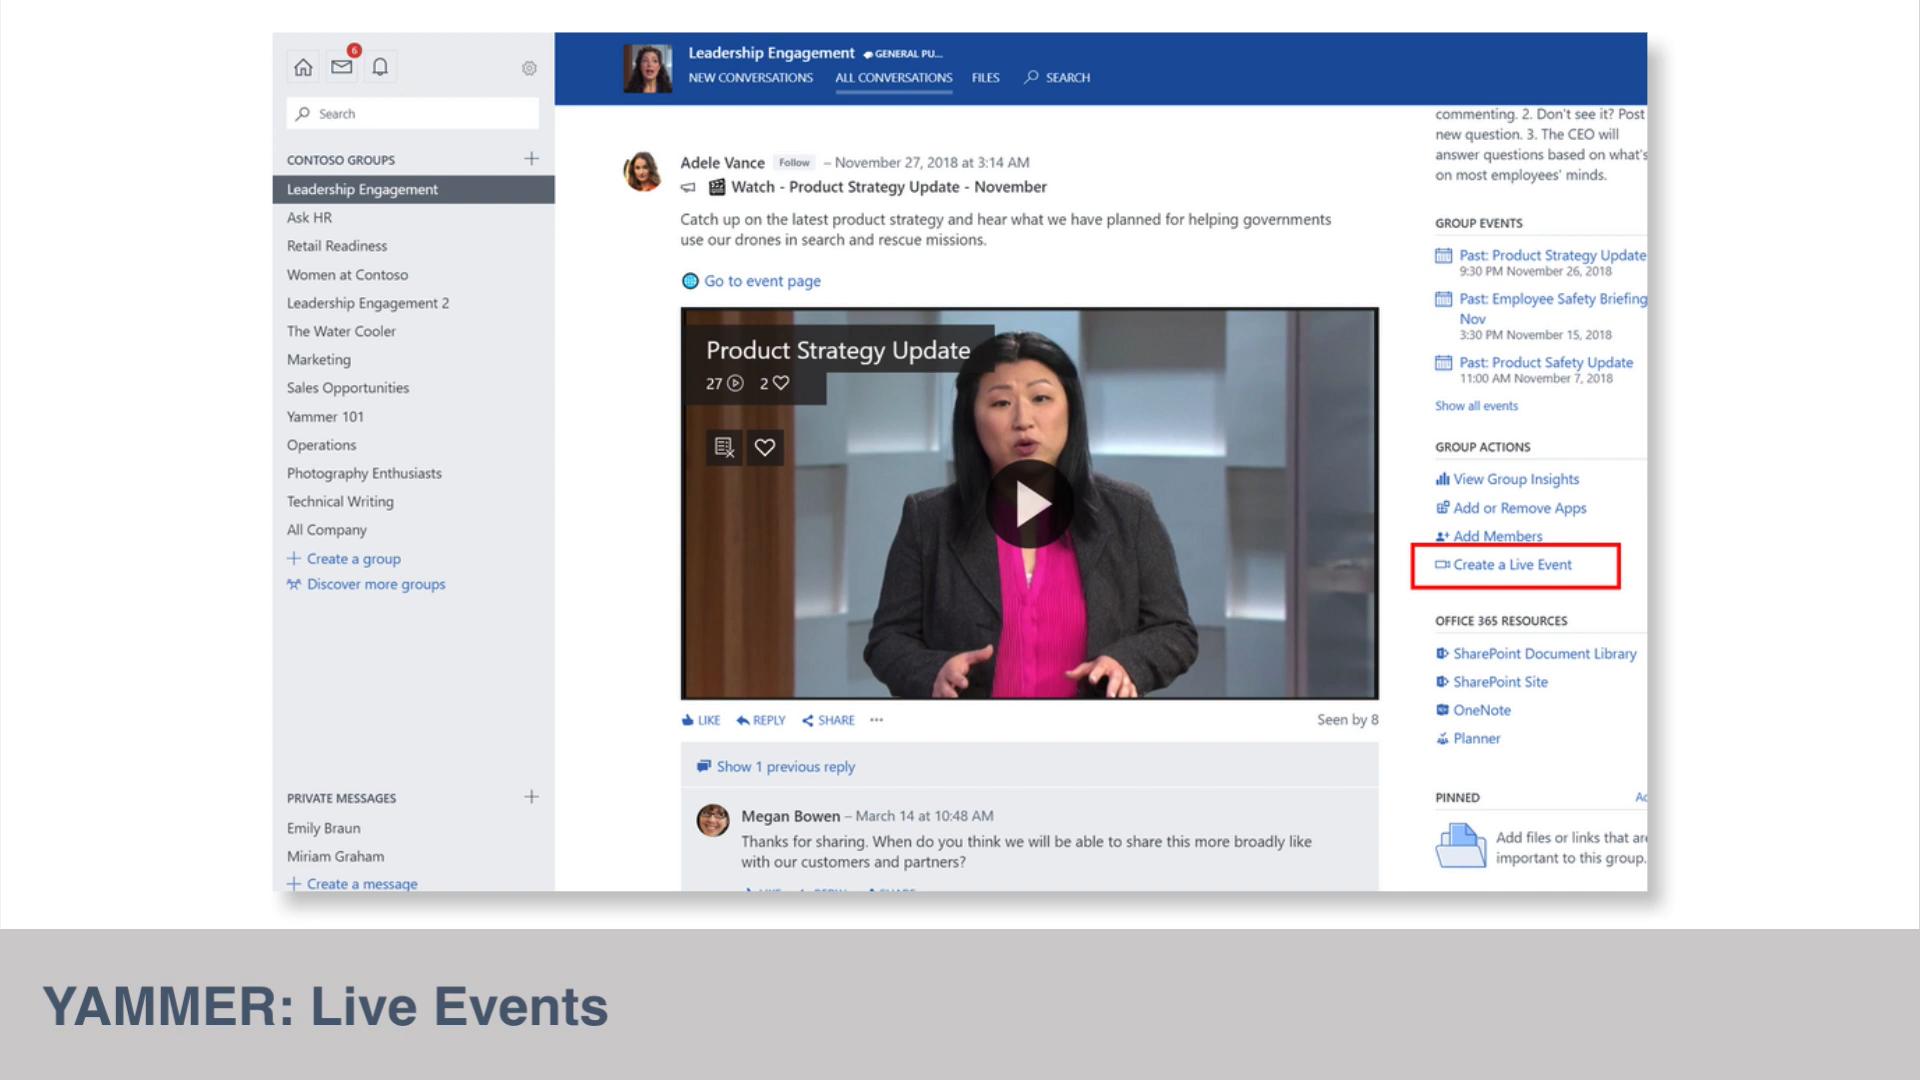 6
Search
CONTOSO GROUPS
Leadership Engagement
Ask HR
Retail Readiness
Women at Contoso
Leadership Engagement 2
The Water Cooler
Marketing
Sales Opportunities
Yammer 101
Operations
Photography Enthusiasts
Technical Writing
All Company
Create a group
Discover more groups
PRIVATE MESSAGES
Emily Braun
Miriam Graham
Create a message
Leadership Engagement GENERAL PU...
NEW CONVERSATIONS ALL CONVERSATIONS FILES SEARCH
Adele Vance Follow – November 27, 2018 at 3:14 AM
Watch - Product Strategy Update - November
Catch up on the latest product strategy and hear what we have planned for helping governments
use our drones in search and rescue missions.
Go to event page
Product Strategy Update
27 2
LIKE REPLY SHARE ••• Seen by 8
Show 1 previous reply
Megan Bowen – March 14 at 10:48 AM
Thanks for sharing. When do you think we will be able to share this more broadly like
with our customers and partners?
commenting. 2. Don't see it? Post
new question. 3. The CEO will
answer questions based on what's
on most employees' minds.
GROUP EVENTS
Past: Product Strategy Update
9:30 PM November 26, 2018
Past: Employee Safety Briefing
Nov
3:30 PM November 15, 2018
Past: Product Safety Update
11:00 AM November 7, 2018
Show all events
GROUP ACTIONS
View Group Insights
Add or Remove Apps
Add Members
Create a Live Event
OFFICE 365 RESOURCES
SharePoint Document Library
SharePoint Site
OneNote
Planner
PINNED
Add files or links that are
important to this group.
YAMMER: Live Events